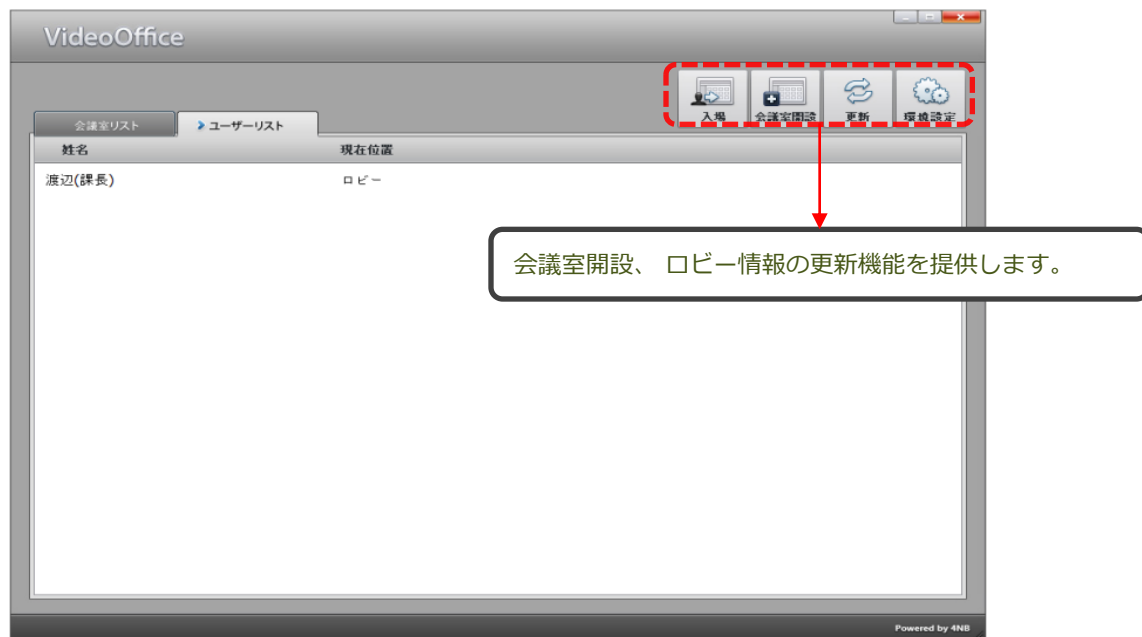 VideoOffice
入場
会議室開設
更新
環境設定
会議室リスト
ユーザーリスト
姓名
現在位置
渡辺(課長)
ロビー
会議室開設、 ロビー情報の更新機能を提供します。
Powered by 4NB